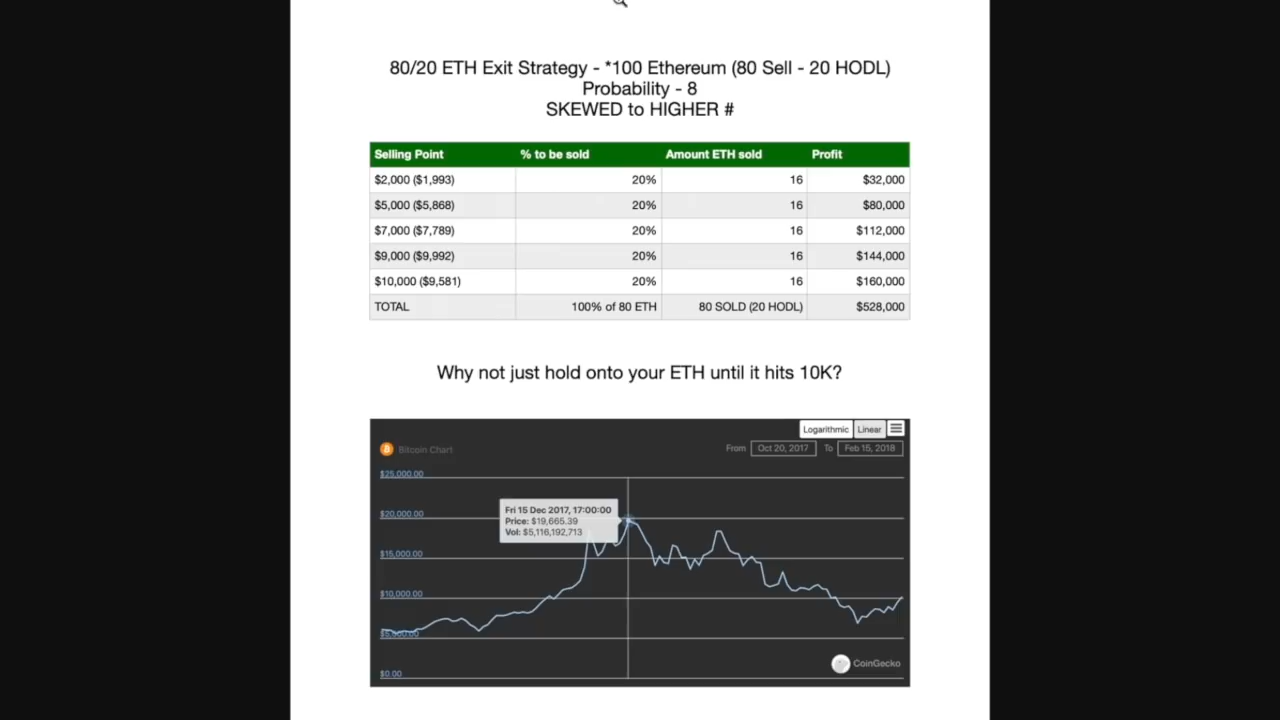 80/20 ETH Exit Strategy - *100 Ethereum (80 Sell - 20 HODL)
Probability - 8
SKEWED to HIGHER #
Selling Point % to be sold Amount ETH sold Profit
$2,000 ($1,993) 20% 16 $32,000
$5,000 ($5,868) 20% 16 $80,000
$7,000 ($7,789) 20% 16 $112,000
$9,000 ($9,992) 20% 16 $144,000
$10,000 ($9,581) 20% 16 $160,000
TOTAL 100% of 80 ETH 80 SOLD (20 HODL) $528,000
Why not just hold onto your ETH until it hits 10K?
Logarithmic Linear
Bitcoin Chart From Oct 20, 2017 To Feb 15, 2018
$25,000.00
Fri 15 Dec 2017, 17:00:00
$20,000.00
Price: $19,665.39
Vol: $5,116,192,713
$15,000.00
$10,000.00
$5,000.00
CoinGecko
$0.00